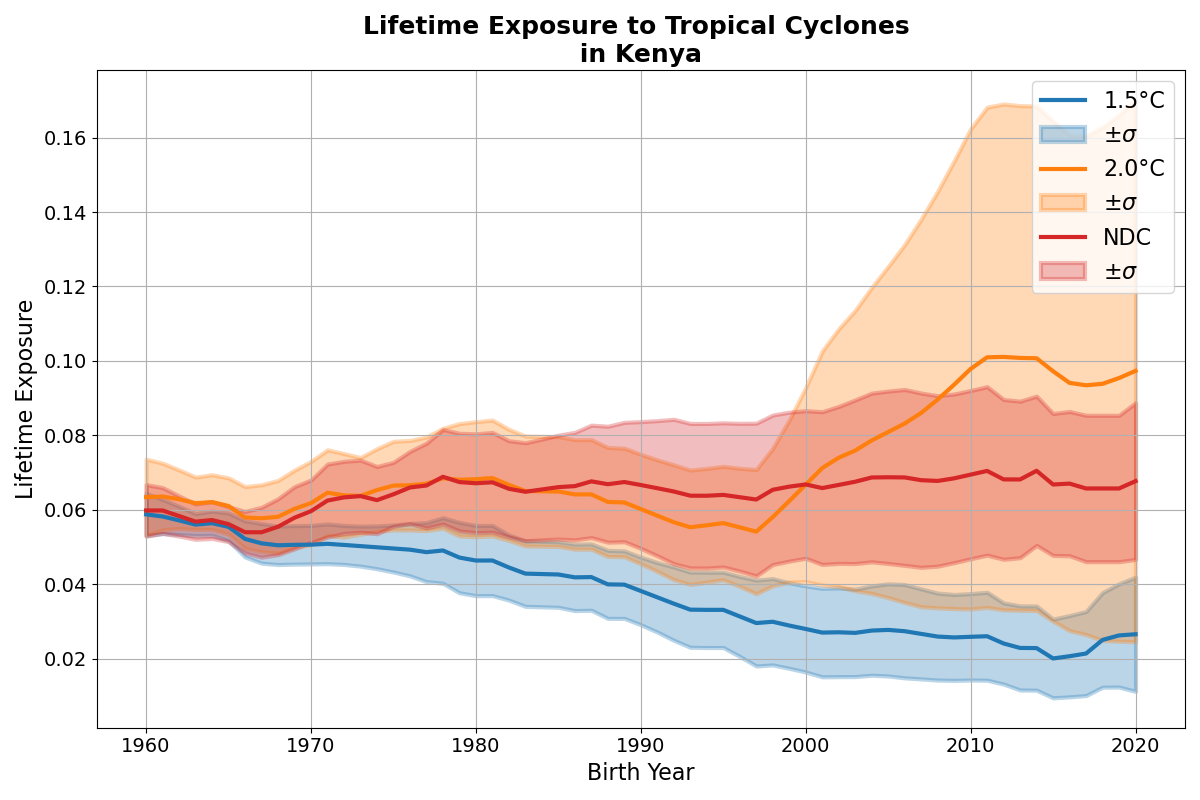 Lifetime Exposure to Tropical Cyclones
in Kenya
Lifetime Exposure
0.16
0.14
0.12
0.10
0.08
0.06
0.04
0.02
1960
1970
1980
1990
2000
2010
2020
Birth Year
1.5°C
±σ
2.0°C
±σ
NDC
±σ